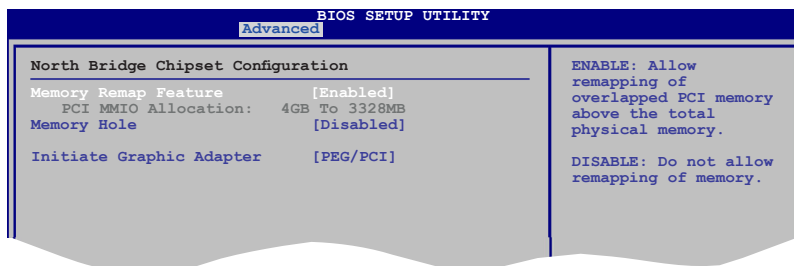 BIOS SETUP UTILITY
Advanced
North Bridge Chipset Configuration
Memory Remap Feature [Enabled]
PCI MMIO Allocation: 4GB To 3328MB
Memory Hole [Disabled]
Initiate Graphic Adapter [PEG/PCI]
ENABLE: Allow
remapping of
overlapped PCI memory
above the total
physical memory.
DISABLE: Do not allow
remapping of memory.